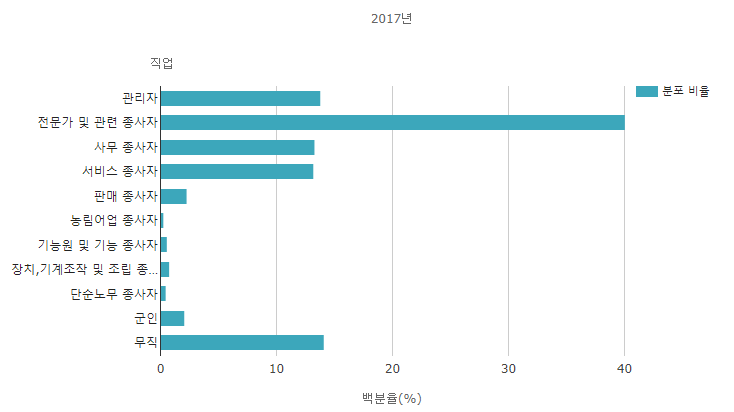 2017년
직업
분포 비율
관리자
전문가 및 관련 종사자
사무 종사자
서비스 종사자
판매 종사자
농림어업 종사자
기능원 및 기능 종사자
장치,기계조작 및 조립 종...
단순노무 종사자
군인
무직
0 10 20 30 40
백분율(%)